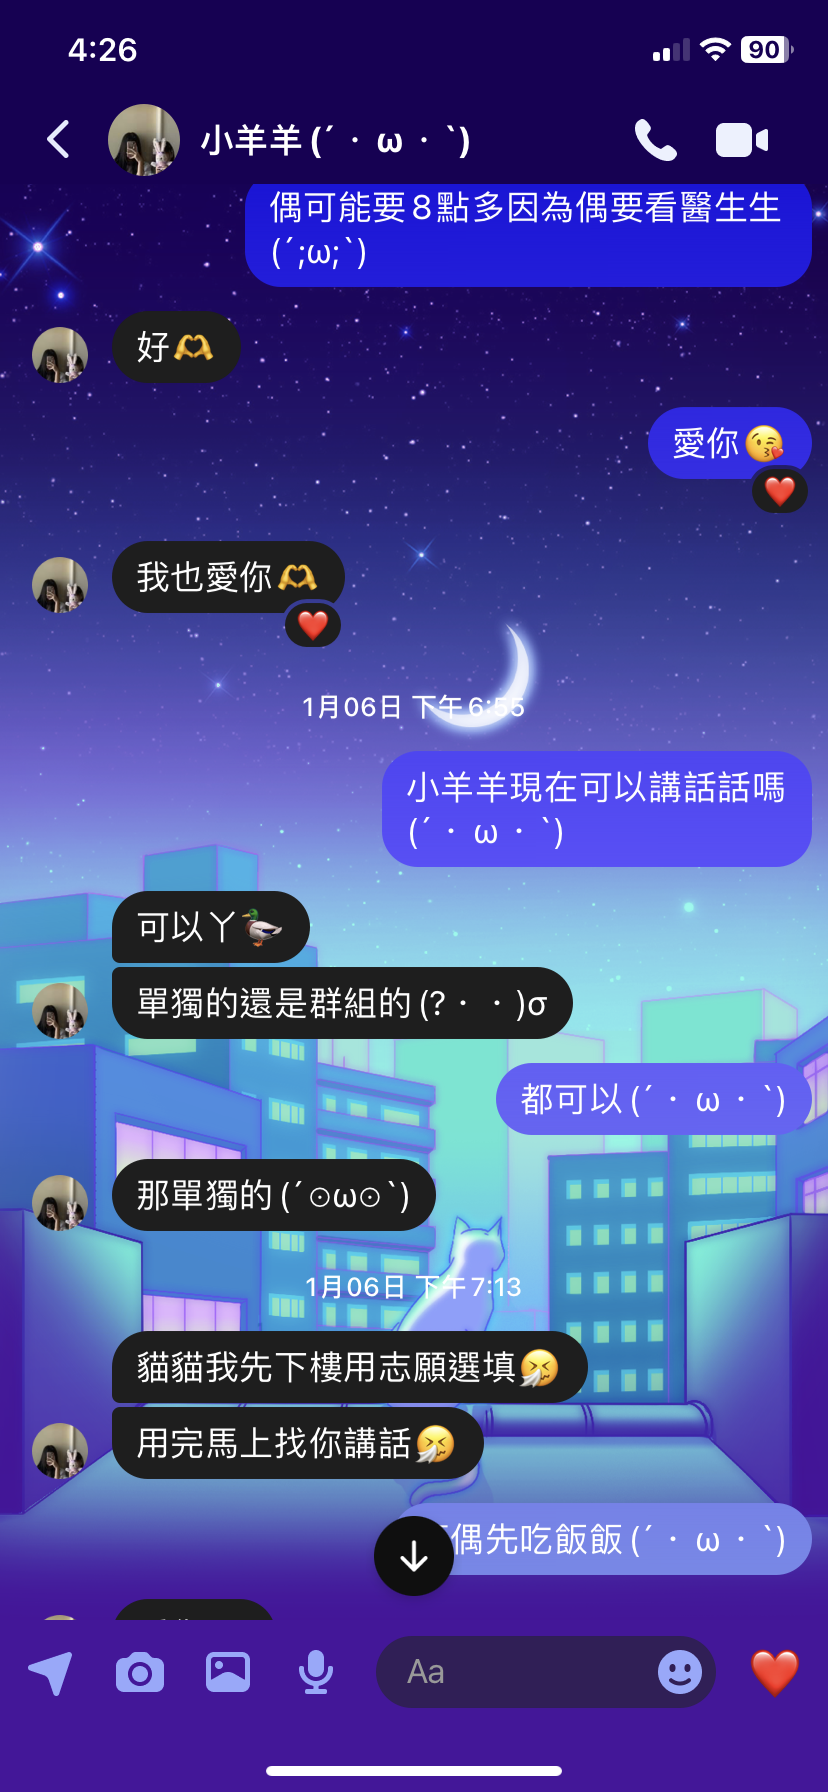 4:26
90
小羊羊 (´・ω・`)
偶可能要8點多因為偶要看醫生生
(´;ω;`)
好🫶
愛你😘
❤️
我也愛你🫶
❤️
1月06日 下午6:55
小羊羊現在可以講話話嗎
(´・ω・`)
可以丫🦆
單獨的還是群組的 (?・・)σ
都可以 (´・ω・`)
那單獨的 (´⊙ω⊙`)
1月06日 下午7:13
貓貓我先下樓用志願選填🤧
用完馬上找你講話🤧
偶先吃飯飯 (´・ω・`)
Aa